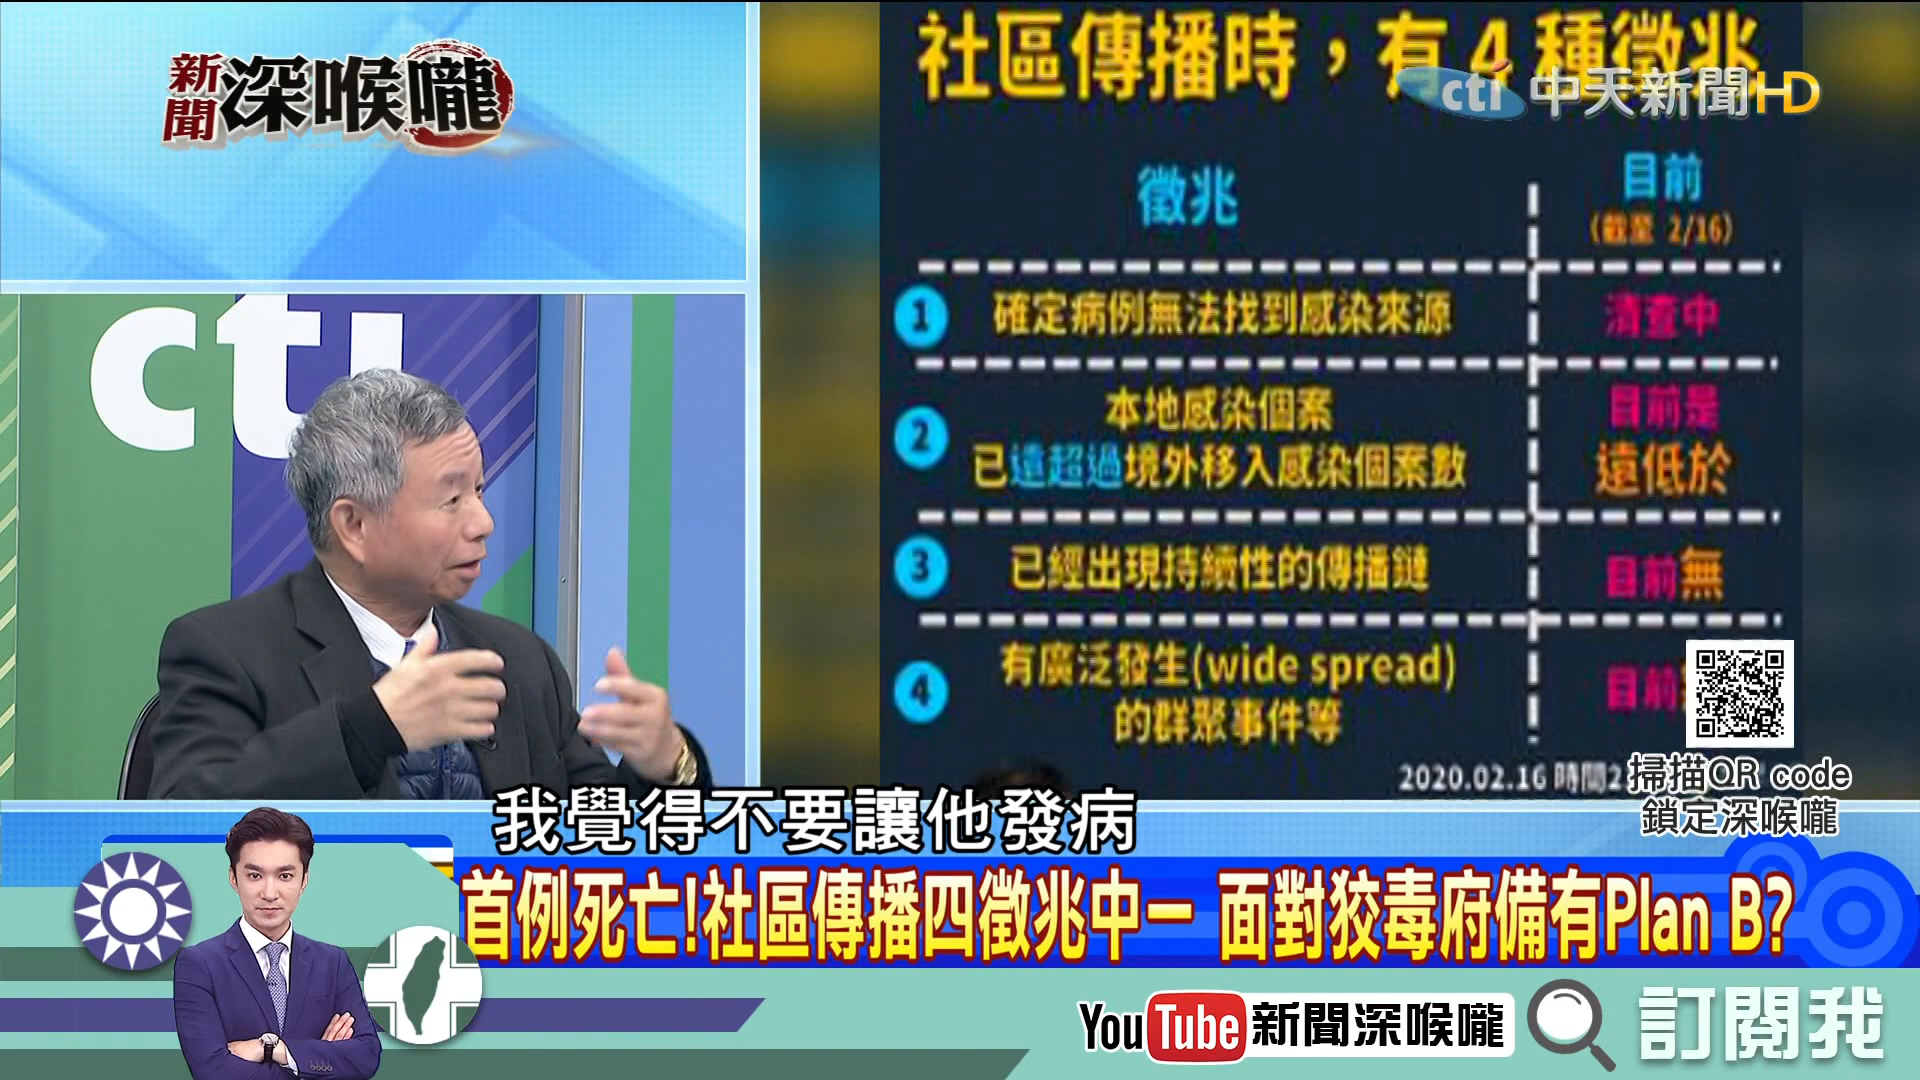 新聞深喉嚨
cti
社區傳播時，有4種徵兆
cti 中天新聞HD
徵兆
目前
(截至 2/16)
1 確定病例無法找到感染來源 清查中
2 本地感染個案
已遠超過境外移入感染個案數
目前是
遠低於
3 已經出現持續性的傳播鏈 目前無
4 有廣泛發生(wide spread)
的群聚事件等
目前
2020.02.16 時間2
掃描QR code
鎖定深喉嚨
我覺得不要讓他發病
首例死亡!社區傳播四徵兆中一 面對狡毒府備有Plan B?
YouTube 新聞深喉嚨 訂閱我